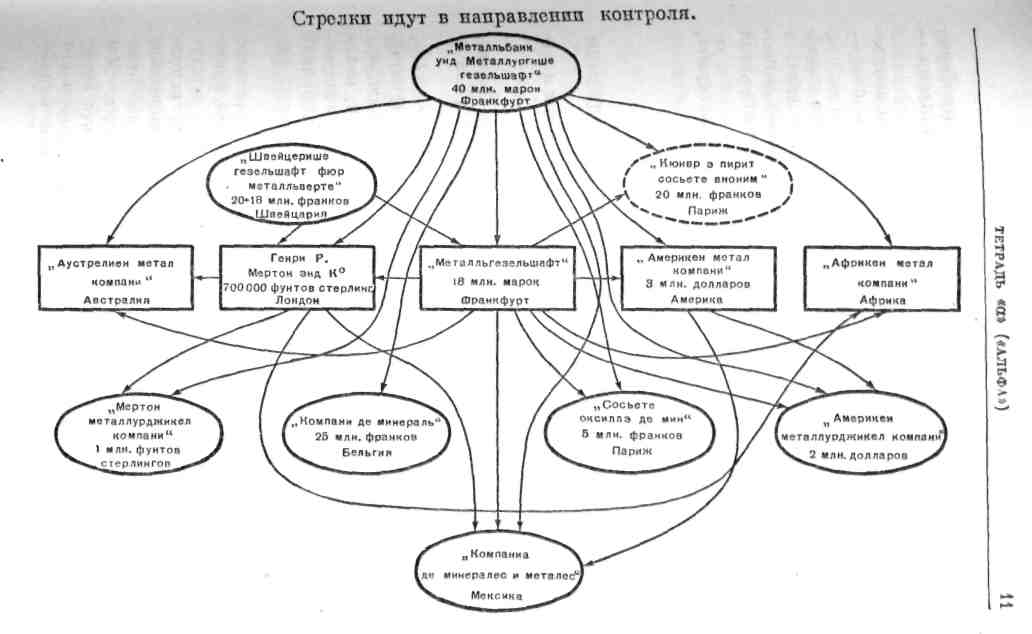 Стрелки идут в направлении контроля.
„Металльбанк
унд Металлургише
гезельшафт“
40 млн. марок
Франкфурт
„Швейцерише
гезельшафт фюр
металльверте“
20+18 млн. франков
Швейцария
„Кюивр э пирит
сосьете аноним“
20 млн. франков
Париж
„Аустрелиен метал
компани“
Австралия
Генри Р.
Мертон энд К°
700 000 фунтов стерлинг.
Лондон
„Металльгезельшафт“
18 млн. марок
Франкфурт
„Америкен метал
компани“
3 млн. долларов
Америка
„Африкен метал
компани“
Африка
„Мертон
металлурджикел
компани“
1 млн. фунтов
стерлингов
„Компани де минераль“
25 млн. франков
Бельгия
„Сосьете
оксиллэ де мин“
5 млн. франков
Париж
„Америкен
металлурджикел компани“
2 млн. долларов
„Компаниа
де минералес и металес“
Мексика
ТЕТРАДЬ «α» («АЛЬФА»)
11